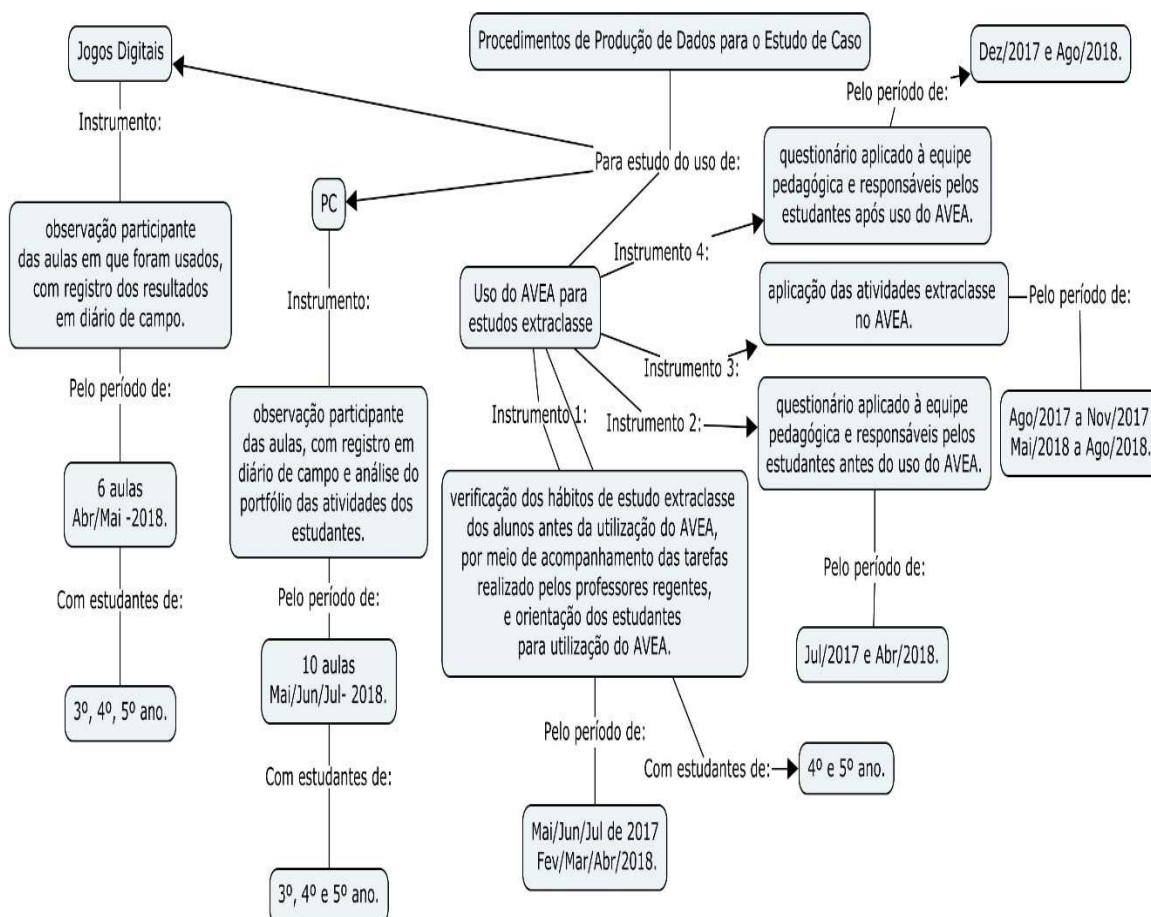 Procedimentos de Produção de Dados para o Estudo de Caso
Para estudo do uso de:
Jogos Digitais
Instrumento:
observação participante
das aulas em que foram usados,
com registro dos resultados
em diário de campo.
Pelo período de:
6 aulas
Abr/Mai -2018.
Com estudantes de:
3º, 4º, 5º ano.
PC
Instrumento:
observação participante
das aulas, com registro em
diário de campo e análise do
portfólio das atividades dos
estudantes.
Pelo período de:
10 aulas
Mai/Jun/Jul- 2018.
Com estudantes de:
3º, 4º e 5º ano.
Uso do AVEA para
estudos extraclasse
Instrumento 1:
verificação dos hábitos de estudo extraclasse
dos alunos antes da utilização do AVEA,
por meio de acompanhamento das tarefas
realizado pelos professores regentes,
e orientação dos estudantes
para utilização do AVEA.
Pelo período de:
Mai/Jun/Jul de 2017
Fev/Mar/Abr/2018.
Com estudantes de:
4º e 5º ano.
Instrumento 2:
questionário aplicado à equipe
pedagógica e responsáveis pelos
estudantes antes do uso do AVEA.
Pelo período de:
Jul/2017 e Abr/2018.
Instrumento 3:
aplicação das atividades extraclasse
no AVEA.
Pelo período de:
Ago/2017 a Nov/2017
Mai/2018 a Ago/2018.
Instrumento 4:
questionário aplicado à equipe
pedagógica e responsáveis pelos
estudantes após uso do AVEA.
Pelo período de:
Dez/2017 e Ago/2018.